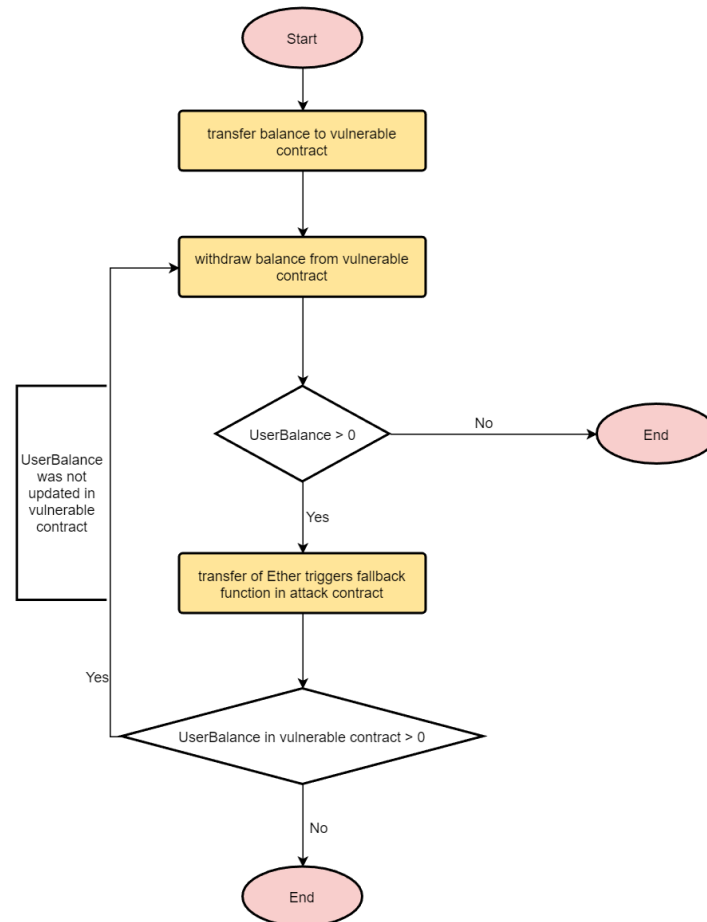 Start
transfer balance to vulnerable
contract
withdraw balance from vulnerable
contract
UserBalance > 0
No
End
UserBalance
was not
updated in
vulnerable
contract
Yes
transfer of Ether triggers fallback
function in attack contract
Yes
UserBalance in vulnerable contract > 0
No
End